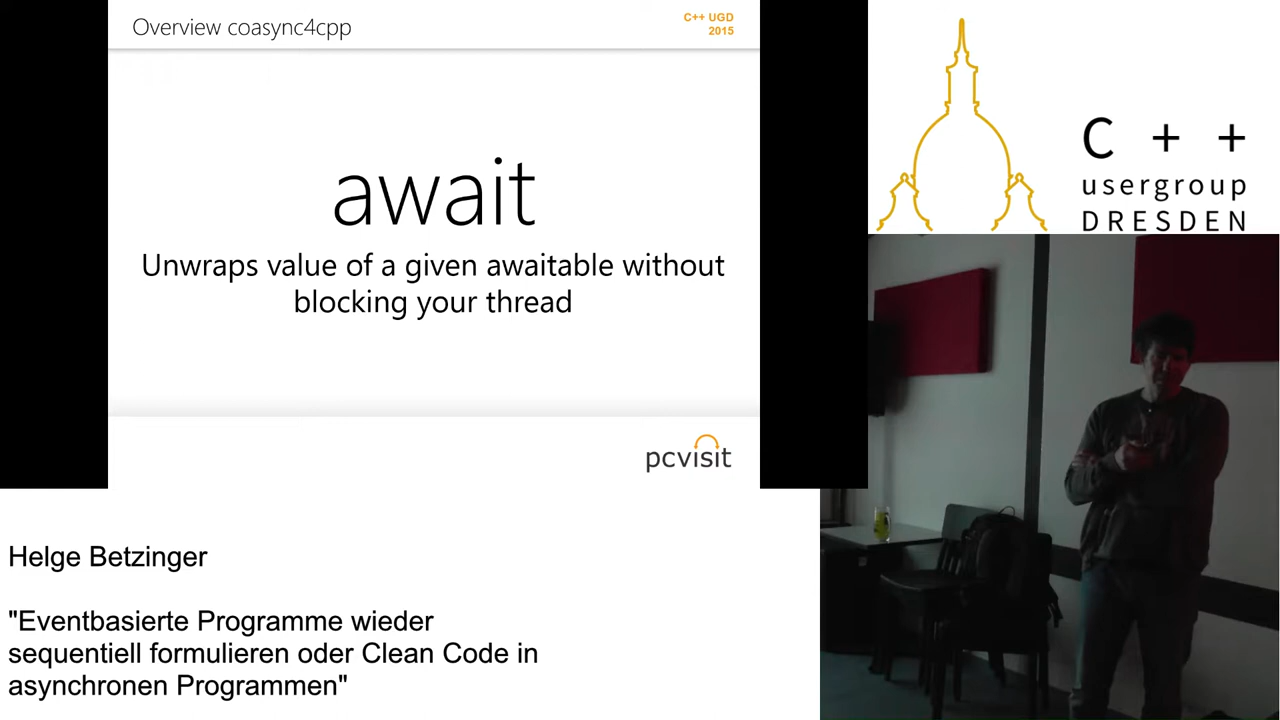 Overview coasync4cpp
C++ UGD
2015
await
Unwraps value of a given awaitable without
blocking your thread
pcvisit
C + +
usergroup
DRESDEN
Helge Betzinger
"Eventbasierte Programme wieder
sequentiell formulieren oder Clean Code in
asynchronen Programmen"